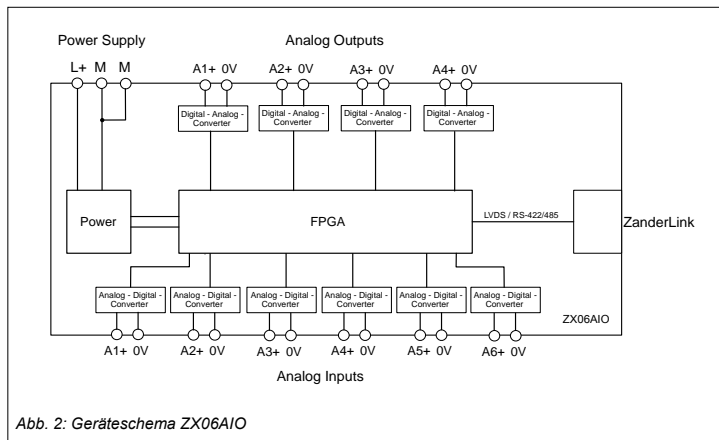 Power Supply
Analog Outputs
L+ M M
A1+ 0V
A2+ 0V
A3+ 0V
A4+ 0V
Digital - Analog -
Converter
Digital - Analog -
Converter
Digital - Analog -
Converter
Digital - Analog -
Converter
Power
FPGA
LVDS / RS-422/485
ZanderLink
Analog - Digital -
Converter
Analog - Digital -
Converter
Analog - Digital -
Converter
Analog - Digital -
Converter
Analog - Digital -
Converter
Analog - Digital -
Converter
ZX06AIO
A1+ 0V
A2+ 0V
A3+ 0V
A4+ 0V
A5+ 0V
A6+ 0V
Analog Inputs
Abb. 2: Geräteschema ZX06AIO